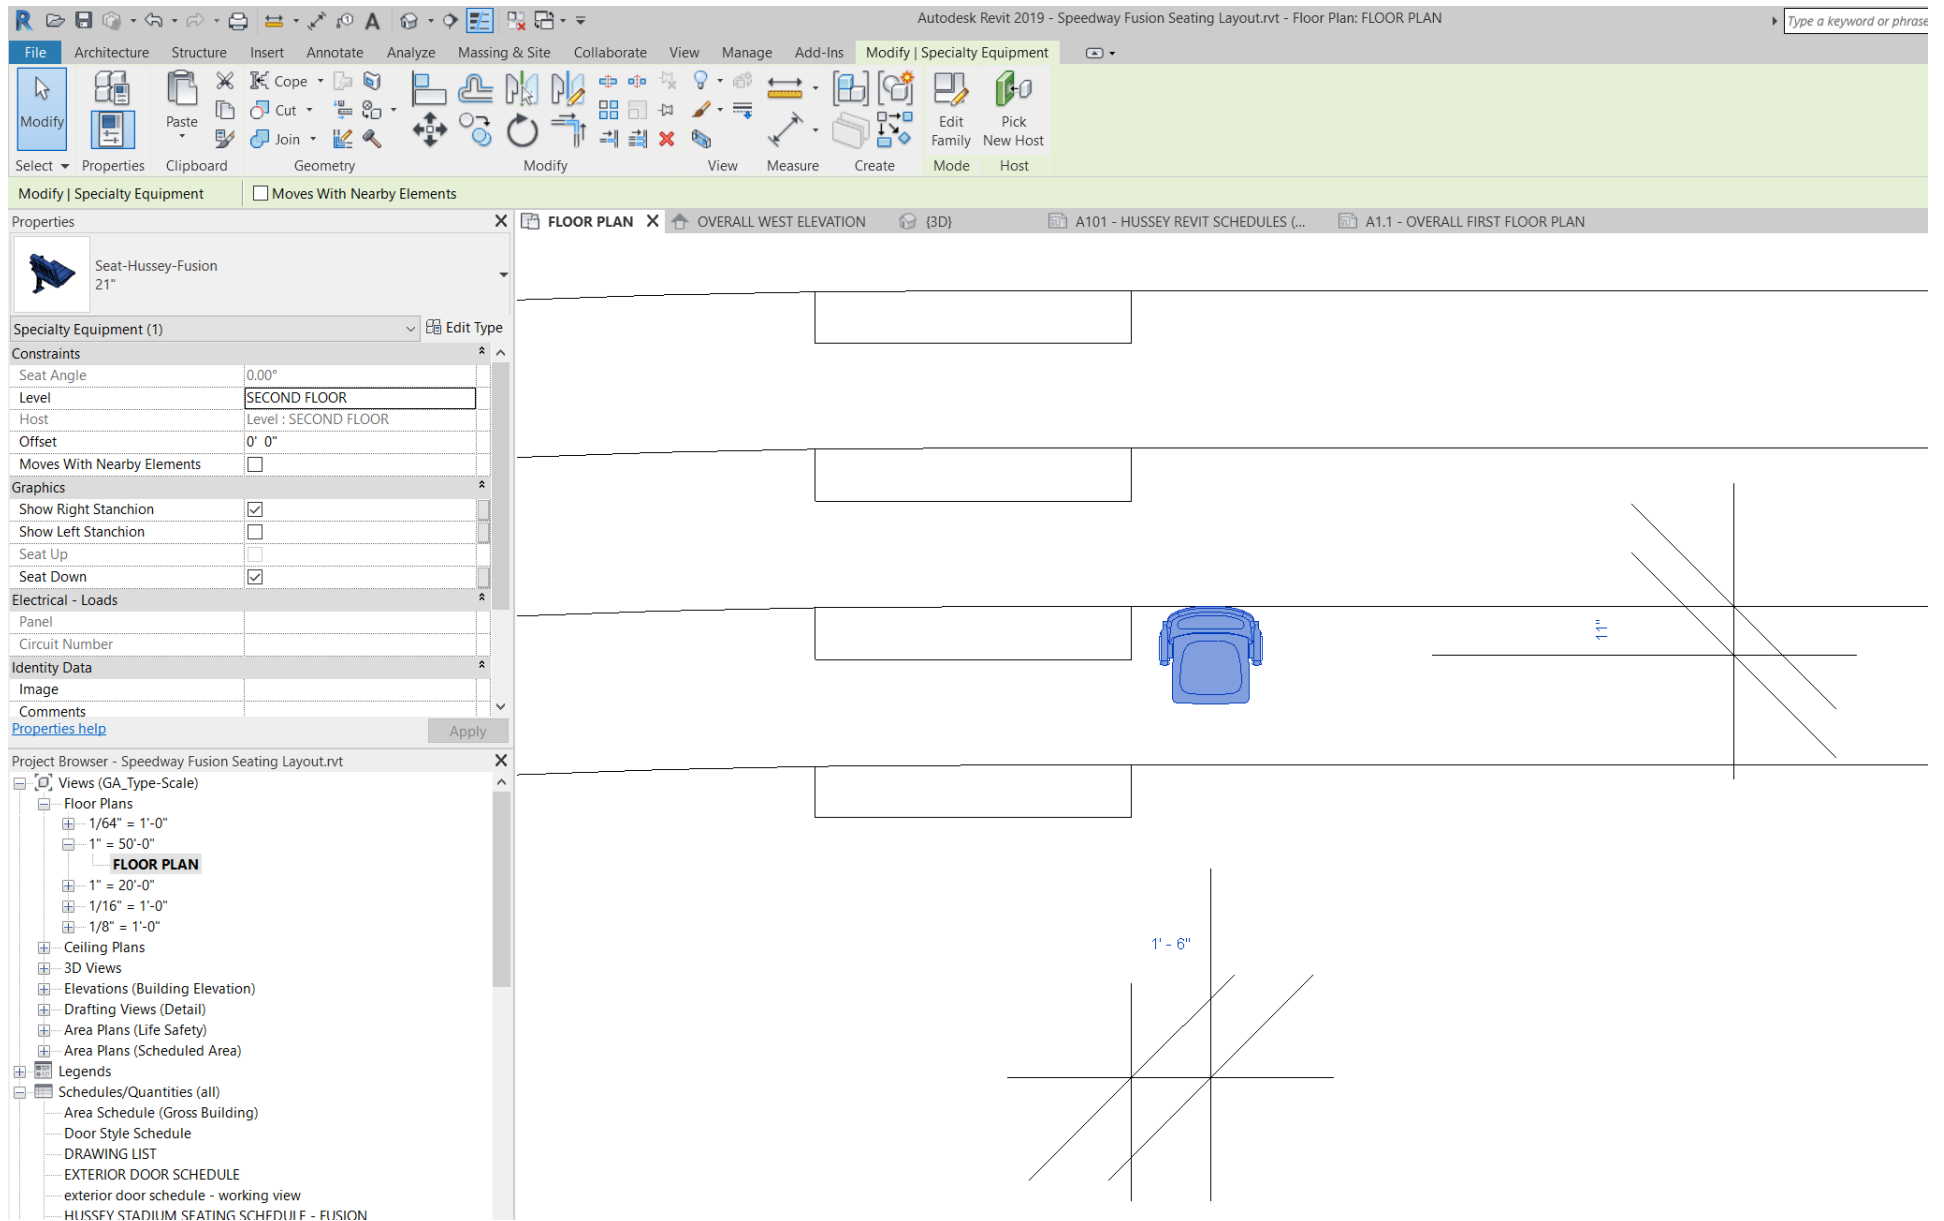 Autodesk Revit 2019 - Speedway Fusion Seating Layout.rvt - Floor Plan: FLOOR PLAN
Type a keyword or phrase
File Architecture Structure Insert Annotate Analyze Massing & Site Collaborate View Manage Add-Ins Modify | Specialty Equipment
Modify
Paste
Cope
Cut
Join
Edit
Family
Pick
New Host
Select Properties Clipboard Geometry Modify View Measure Create Mode Host
Modify | Specialty Equipment Moves With Nearby Elements
Properties
Seat-Hussey-Fusion
21"
Specialty Equipment (1) Edit Type
Constraints
Seat Angle 0.00°
Level SECOND FLOOR
Host Level : SECOND FLOOR
Offset 0' 0"
Moves With Nearby Elements
Graphics
Show Right Stanchion
Show Left Stanchion
Seat Up
Seat Down
Electrical - Loads
Panel
Circuit Number
Identity Data
Image
Comments
Properties help Apply
Project Browser - Speedway Fusion Seating Layout.rvt
Views (GA_Type-Scale)
Floor Plans
1/64" = 1'-0"
1" = 50'-0"
FLOOR PLAN
1" = 20'-0"
1/16" = 1'-0"
1/8" = 1'-0"
Ceiling Plans
3D Views
Elevations (Building Elevation)
Drafting Views (Detail)
Area Plans (Life Safety)
Area Plans (Scheduled Area)
Legends
Schedules/Quantities (all)
Area Schedule (Gross Building)
Door Style Schedule
DRAWING LIST
EXTERIOR DOOR SCHEDULE
exterior door schedule - working view
HUSSEY STADIUM SEATING SCHEDULE - FUSION
FLOOR PLAN OVERALL WEST ELEVATION {3D} A101 - HUSSEY REVIT SCHEDULES (... A1.1 - OVERALL FIRST FLOOR PLAN
11"
1' - 6"